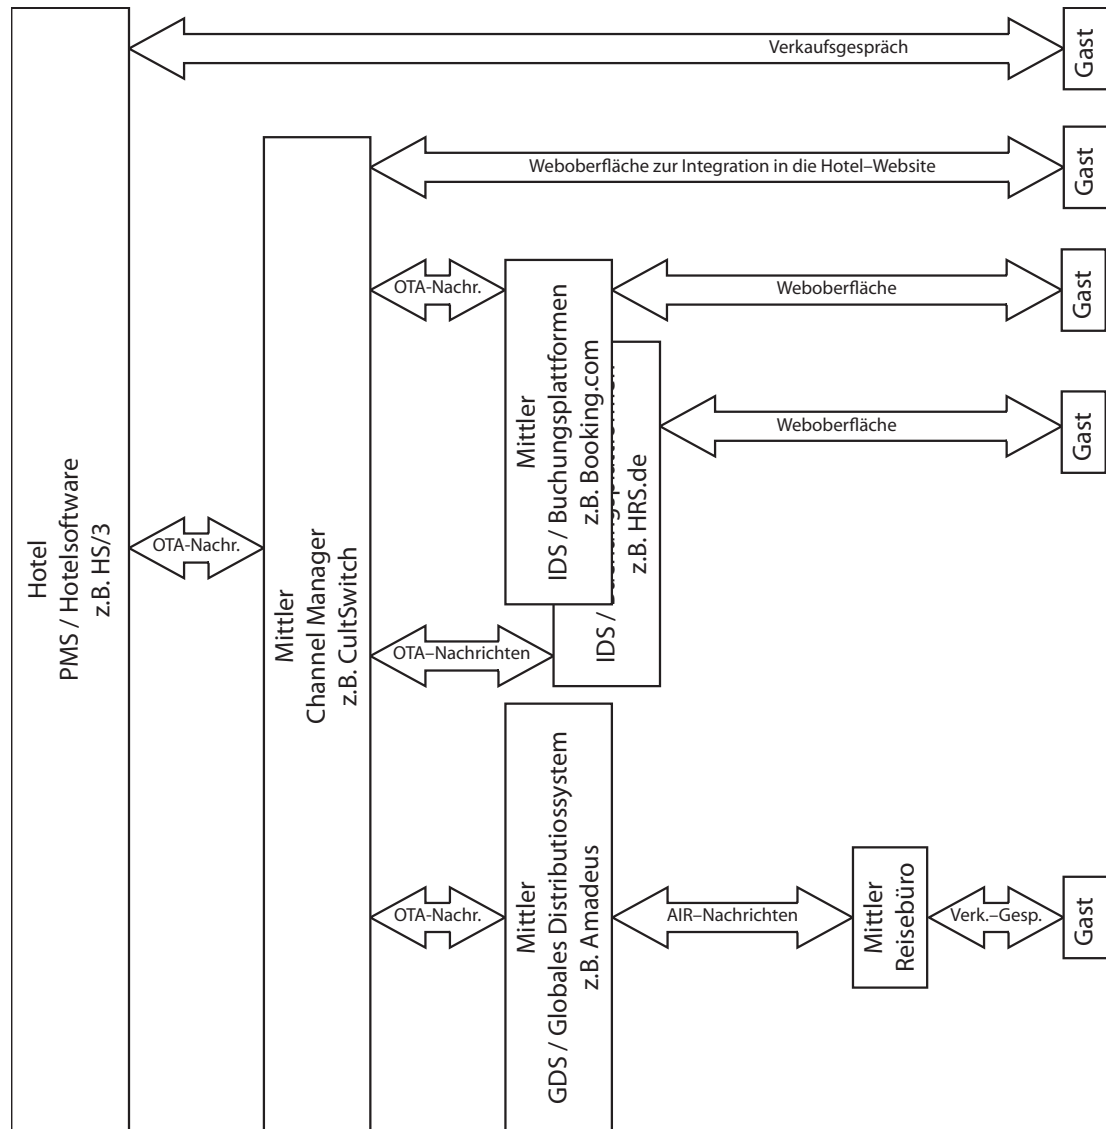 Verkaufsgespräch
Gast
Weboberfläche zur Integration in die Hotel–Website
Gast
OTA-Nachr.
Mittler
IDS / Buchungsplattformen
z.B. Booking.com
Weboberfläche
Gast
IDS /
z.B. HRS.de
Weboberfläche
Gast
Hotel
PMS / Hotelsoftware
z.B. HS/3
OTA-Nachr.
Mittler
Channel Manager
z.B. CultSwitch
OTA–Nachrichten
OTA-Nachr.
Mittler
GDS / Globales Distributiossystem
z.B. Amadeus
AIR–Nachrichten
Mittler
Reisebüro
Verk.–Gesp.
Gast